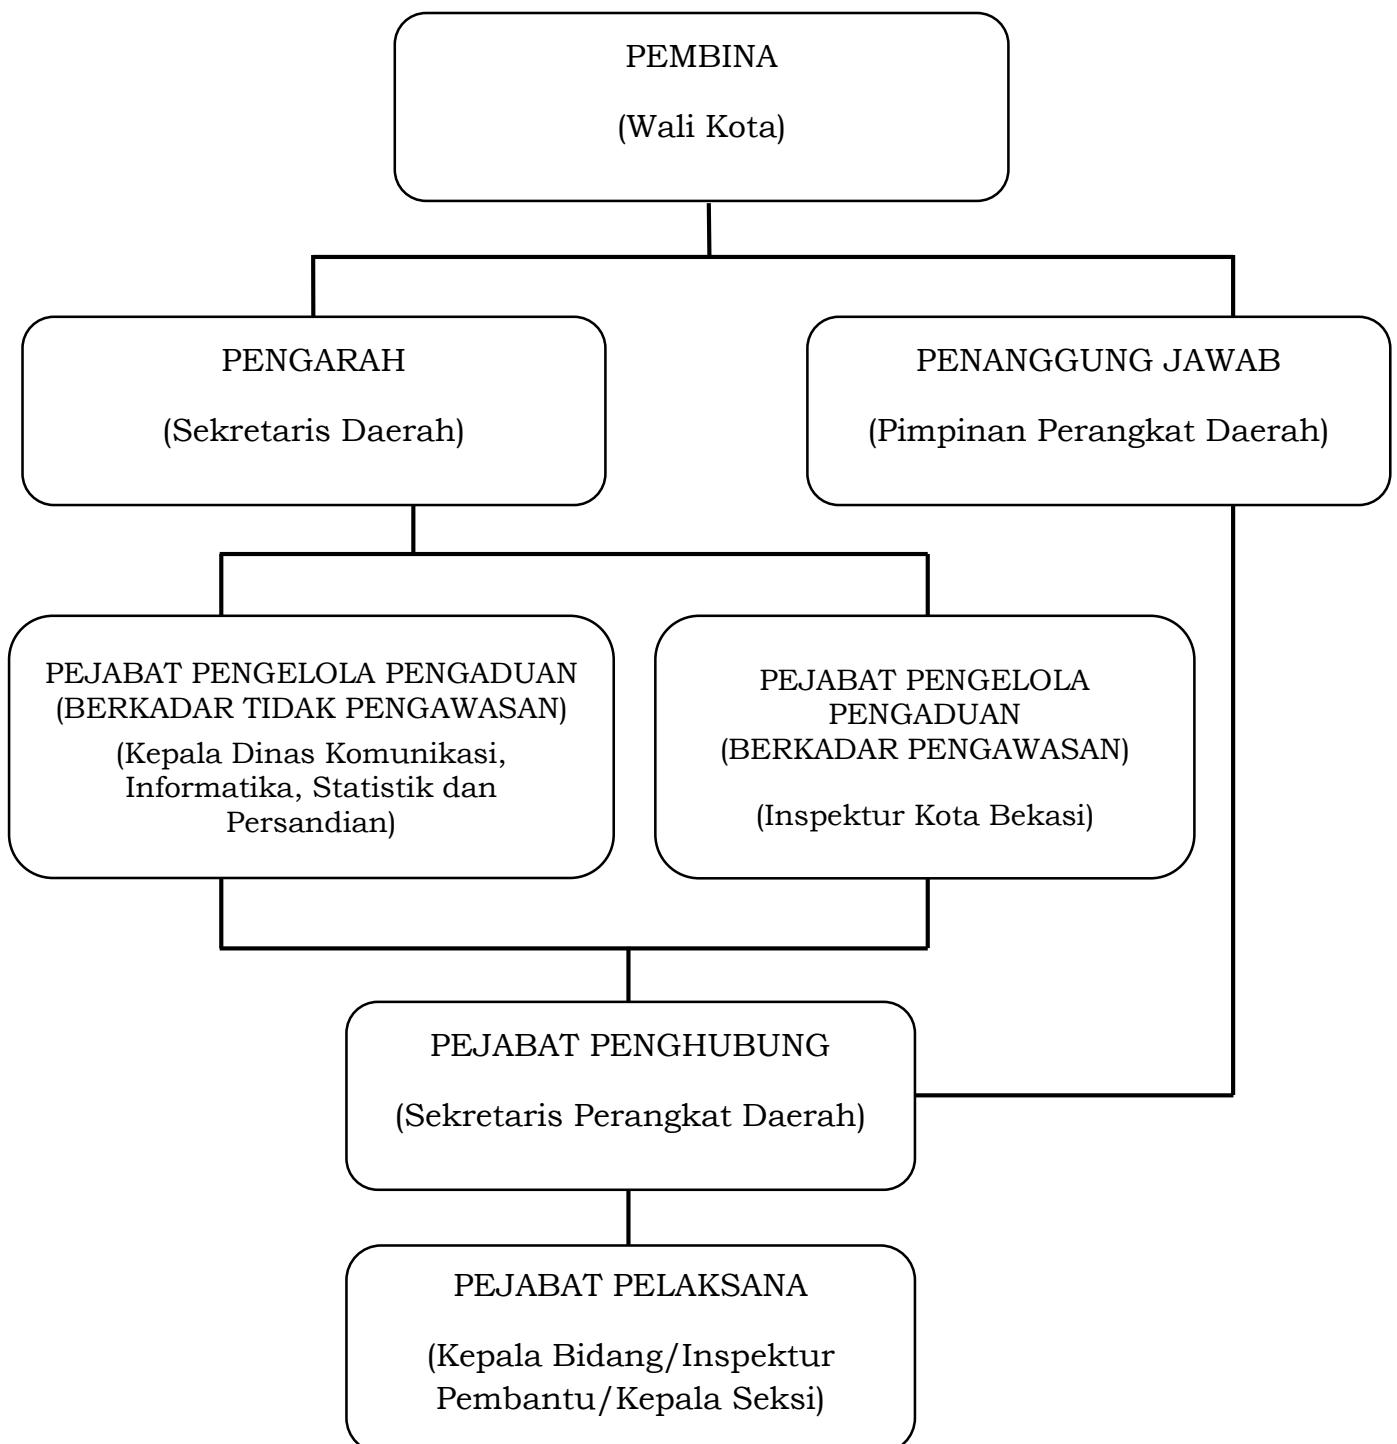 PEMBINA
(Wali Kota)
PENGARAH
(Sekretaris Daerah)
PENANGGUNG JAWAB
(Pimpinan Perangkat Daerah)
PEJABAT PENGELOLA PENGADUAN
(BERKADAR TIDAK PENGAWASAN)
(Kepala Dinas Komunikasi,
Informatika, Statistik dan
Persandian)
PEJABAT PENGELOLA
PENGADUAN
(BERKADAR PENGAWASAN)
(Inspektur Kota Bekasi)
PEJABAT PENGHUBUNG
(Sekretaris Perangkat Daerah)
PEJABAT PELAKSANA
(Kepala Bidang/Inspektur
Pembantu/Kepala Seksi)